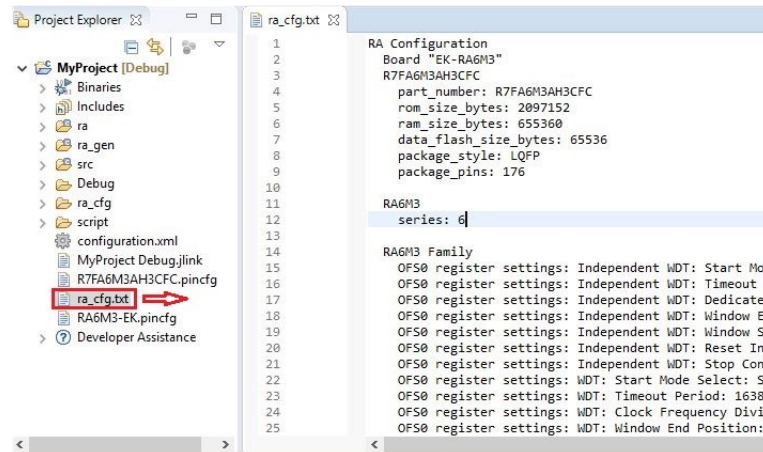 Project Explorer
MyProject [Debug]
Binaries
Includes
ra
ra_gen
src
Debug
ra_cfg
script
configuration.xml
MyProject Debug.jlink
R7FA6M3AH3CFC.pincfg
ra_cfg.txt
RA6M3-EK.pincfg
Developer Assistance
ra_cfg.txt
1 RA Configuration
2 Board "EK-RA6M3"
3 R7FA6M3AH3CFC
4 part_number: R7FA6M3AH3CFC
5 rom_size_bytes: 2097152
6 ram_size_bytes: 655360
7 data_flash_size_bytes: 65536
8 package_style: LQFP
9 package_pins: 176
10
11 RA6M3
12 series: 6
13
14 RA6M3 Family
15 OFS0 register settings: Independent WDT: Start Mo
16 OFS0 register settings: Independent WDT: Timeout
17 OFS0 register settings: Independent WDT: Dedicate
18 OFS0 register settings: Independent WDT: Window E
19 OFS0 register settings: Independent WDT: Window S
20 OFS0 register settings: Independent WDT: Reset In
21 OFS0 register settings: Independent WDT: Stop Con
22 OFS0 register settings: WDT: Start Mode Select: S
23 OFS0 register settings: WDT: Timeout Period: 1638
24 OFS0 register settings: WDT: Clock Frequency Divi
25 OFS0 register settings: WDT: Window End Position: